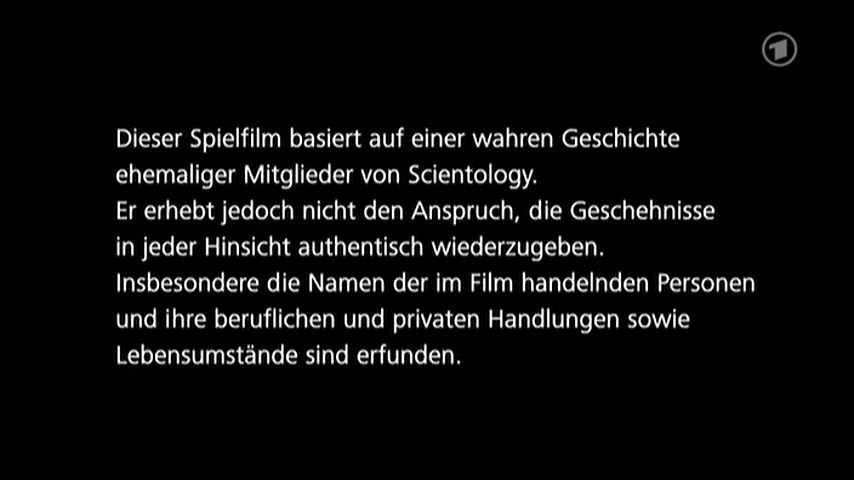 Dieser Spielfilm basiert auf einer wahren Geschichte
ehemaliger Mitglieder von Scientology.
Er erhebt jedoch nicht den Anspruch, die Geschehnisse
in jeder Hinsicht authentisch wiederzugeben.
Insbesondere die Namen der im Film handelnden Personen
und ihre beruflichen und privaten Handlungen sowie
Lebensumstände sind erfunden.